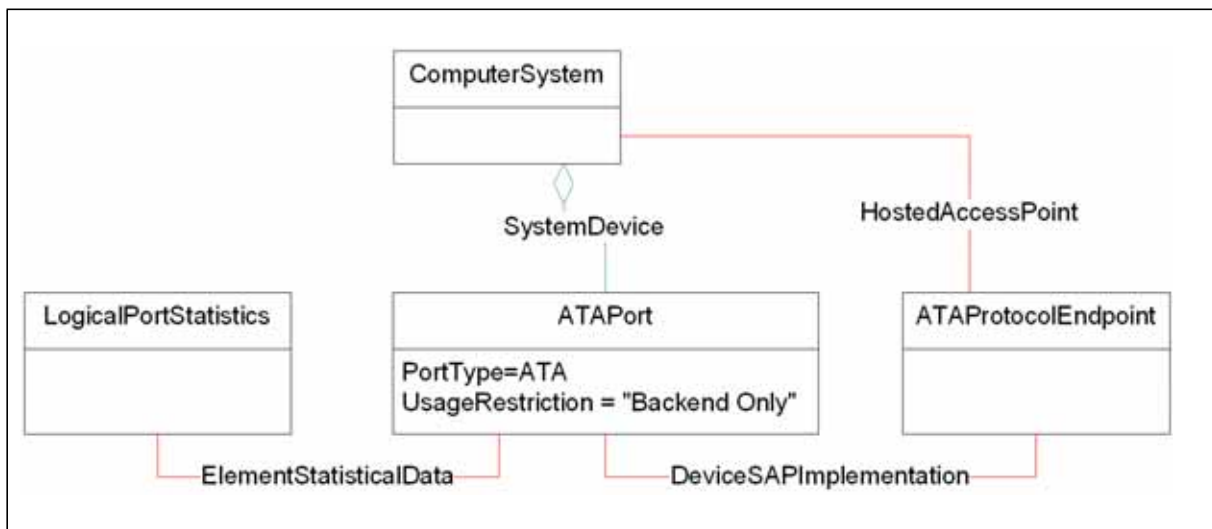 ComputerSystem
HostedAccessPoint
SystemDevice
LogicalPortStatistics
ATAPort
ATAProtocolEndpoint
PortType=ATA
UsageRestriction = "Backend Only"
ElementStatisticalData
DeviceSAPImplementation